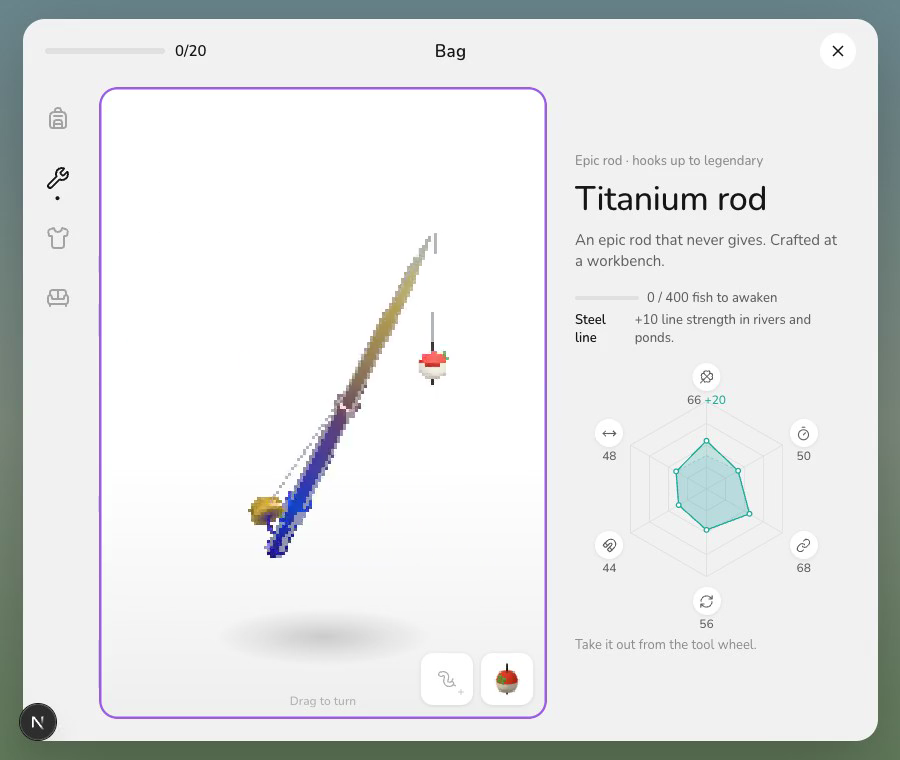 0/20
Bag
Epic rod · hooks up to legendary
Titanium rod
An epic rod that never gives. Crafted at
a workbench.
0 / 400 fish to awaken
Steel line
+10 line strength in rivers and ponds.
66 +20
48
50
44
68
56
Take it out from the tool wheel.
Drag to turn
N